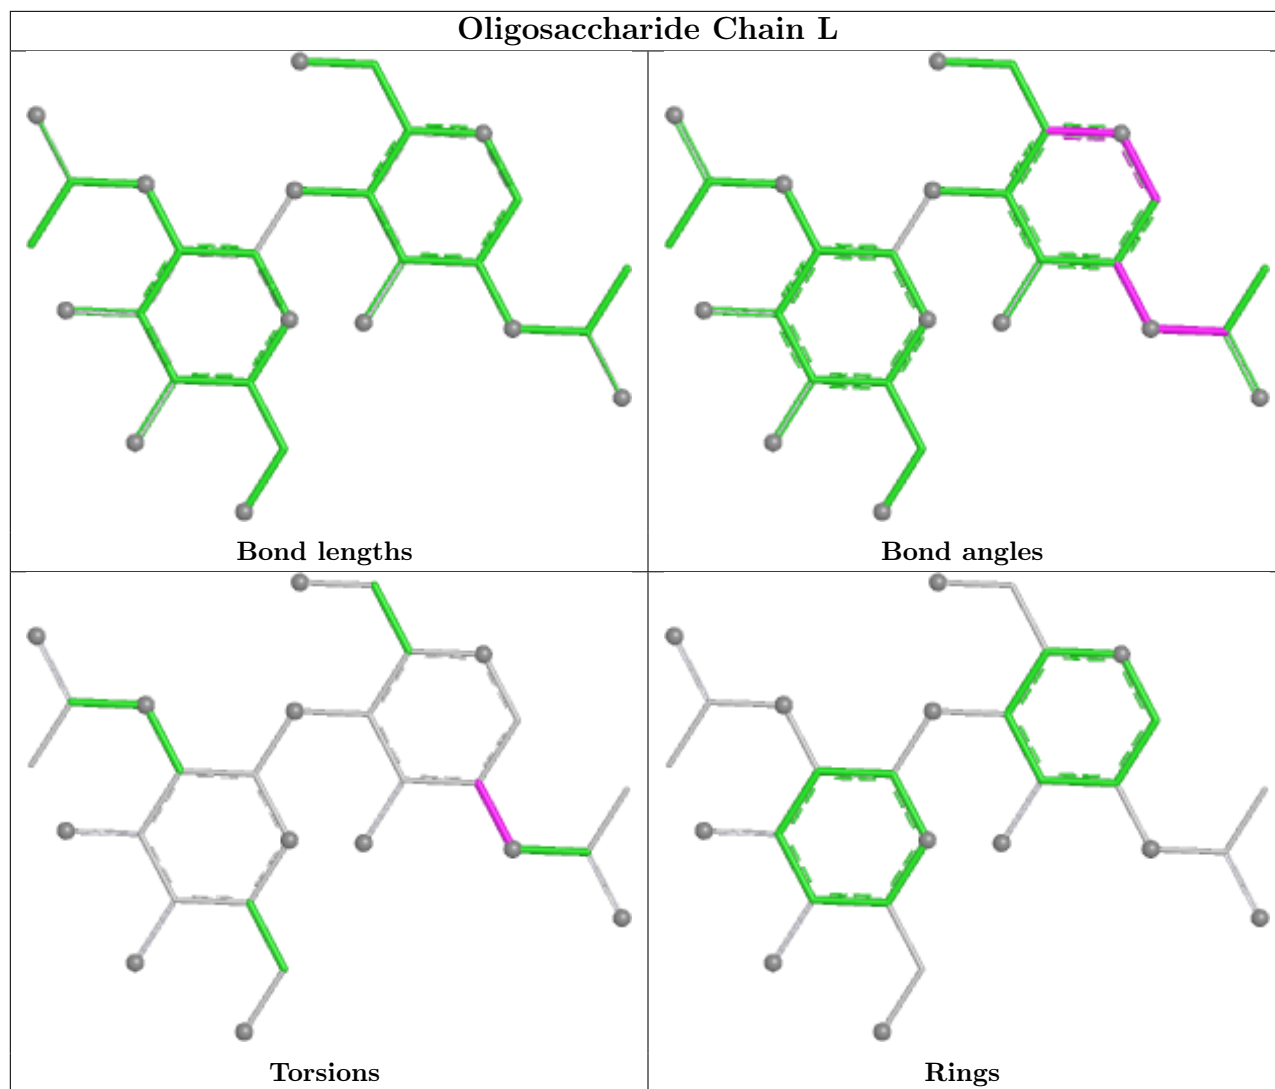 Oligosaccharide Chain L
Bond lengths
Bond angles
Torsions
Rings